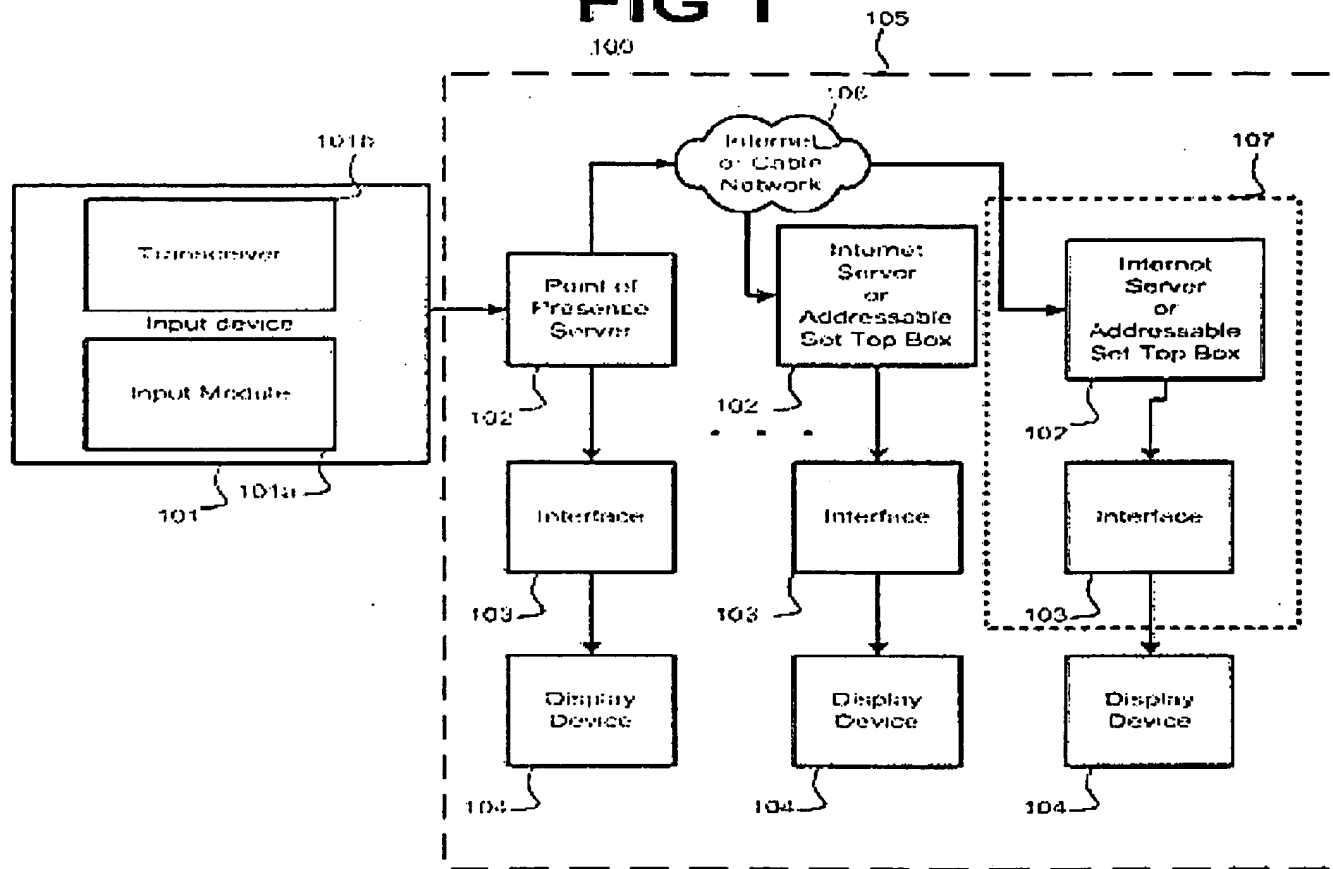 FIG 1
100
105
106
Internet
or Cable
Network
107
101b
Transceiver
Input device
Input Module
101a
101
Point of
Presence
Server
102
Internet
Server
or
Addressable
Set Top Box
102
Internet
Server
or
Addressable
Set Top Box
102
. . .
Interface
103
Interface
103
Interface
103
Display
Device
104
Display
Device
104
Display
Device
104